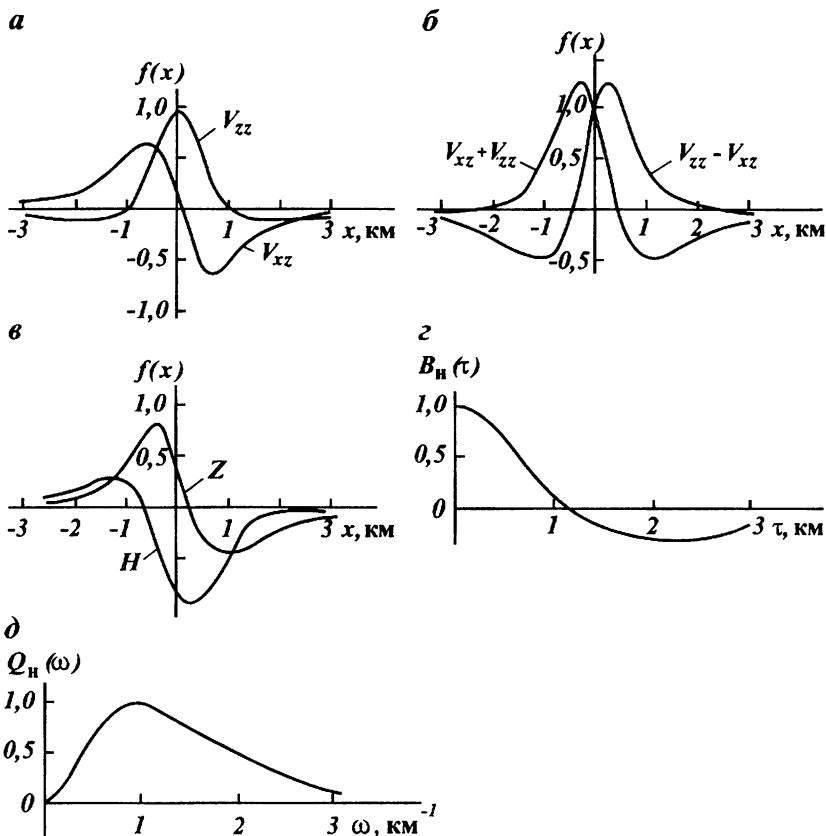 а
f(x)
1,0
V_zz
-3
-1
1
3
x, км
-0,5
V_xz
-1,0
б
f(x)
1,0
V_xz+V_zz
0,5
V_zz – V_xz
-3
-2
-1
0
1
2
3
x, км
-0,5
в
f(x)
1,0
0,5
Z
-3
-2
-1
1
3
x, км
H
г
B_н (τ)
1,0
0,5
0
1
2
3
τ, км
д
Q_н (ω)
1,0
0,5
0
1
2
3
ω, км⁻¹